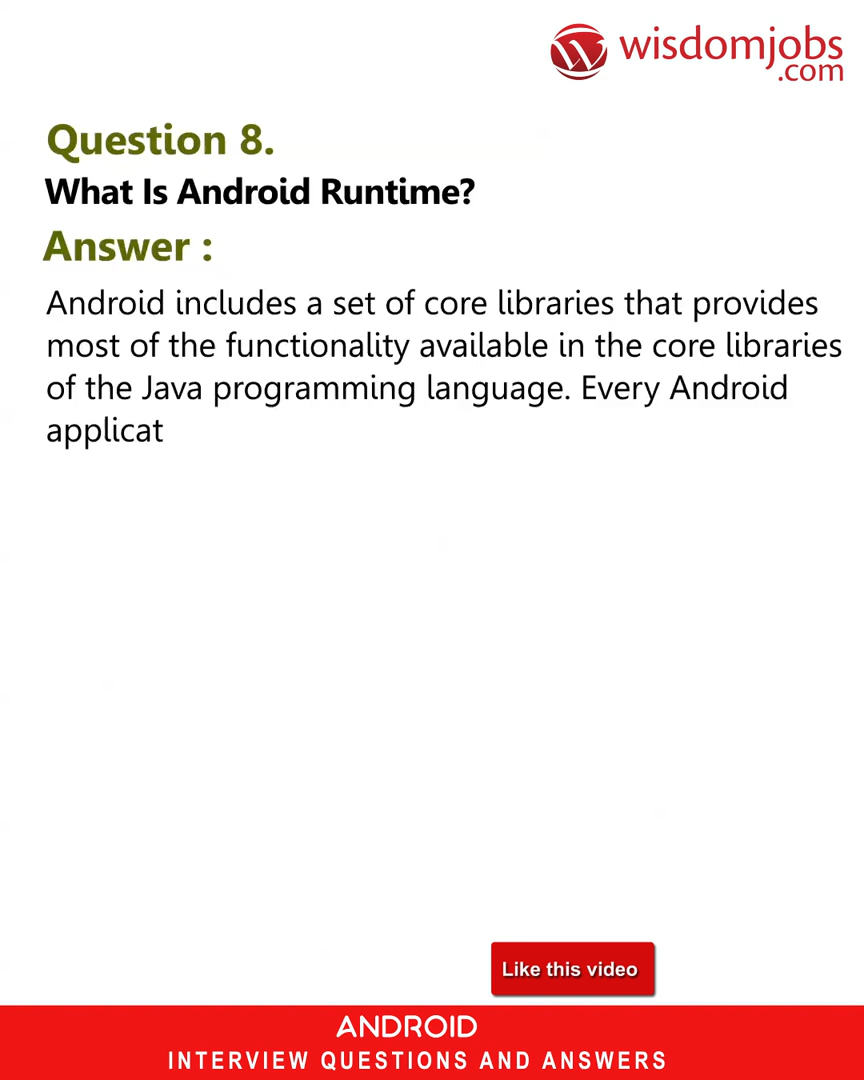 wisdomjobs
.com
Question 8.
What Is Android Runtime?
Answer :
Android includes a set of core libraries that provides
most of the functionality available in the core libraries
of the Java programming language. Every Android
applicat
Like this video
ANDROID
INTERVIEW QUESTIONS AND ANSWERS